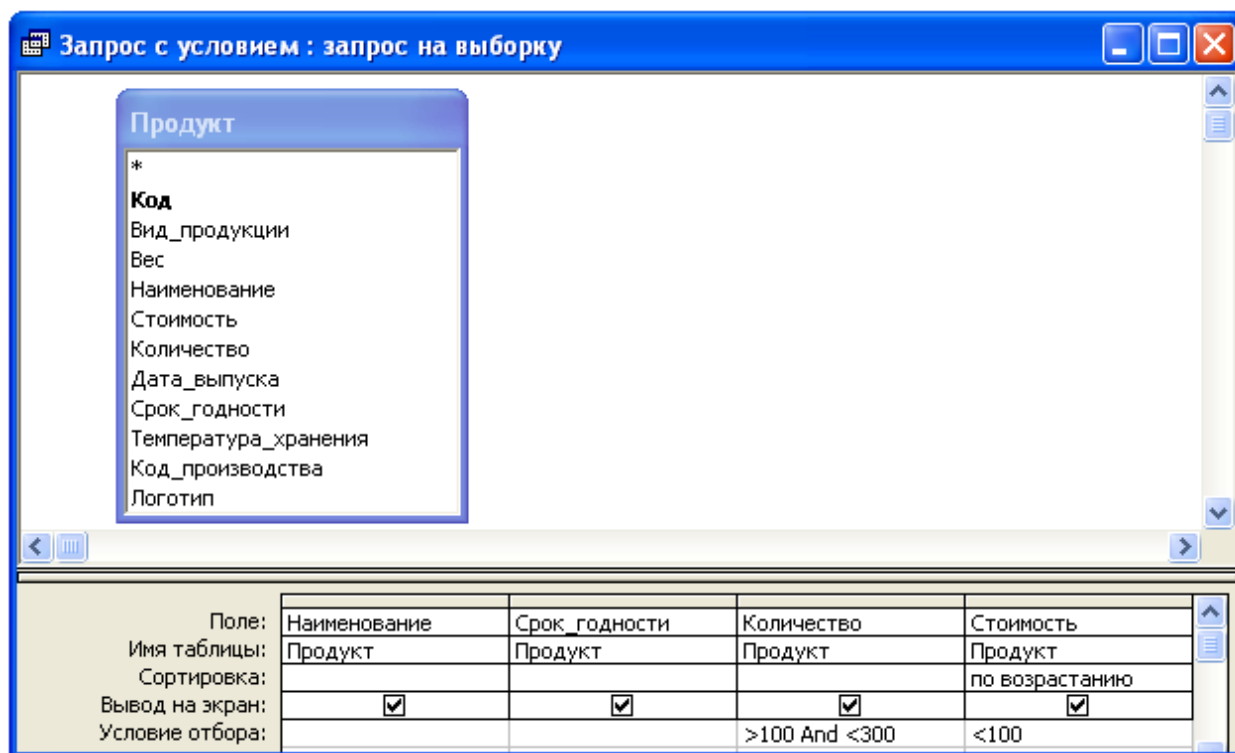 Запрос с условием : запрос на выборку
Продукт
*
Код
Вид_продукции
Вес
Наименование
Стоимость
Количество
Дата_выпуска
Срок_годности
Температура_хранения
Код_производства
Логотип
Поле: Наименование Срок_годности Количество Стоимость
Имя таблицы: Продукт Продукт Продукт Продукт
Сортировка: по возрастанию
Вывод на экран:
Условие отбора: >100 And <300 <100